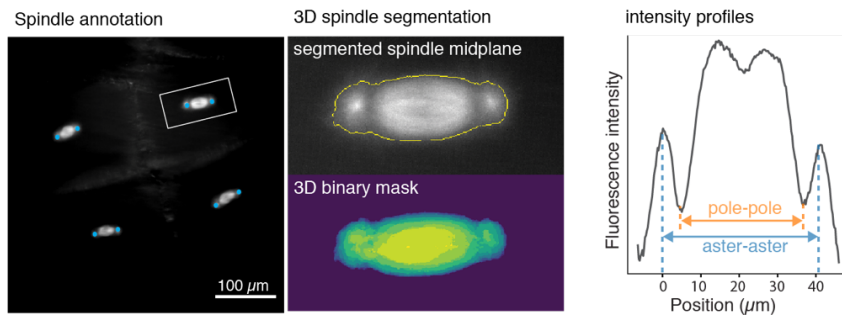 Spindle annotation
100 µm
3D spindle segmentation
segmented spindle midplane
3D binary mask
intensity profiles
Fluorescence intensity
pole-pole
aster-aster
0 10 20 30 40
Position (µm)